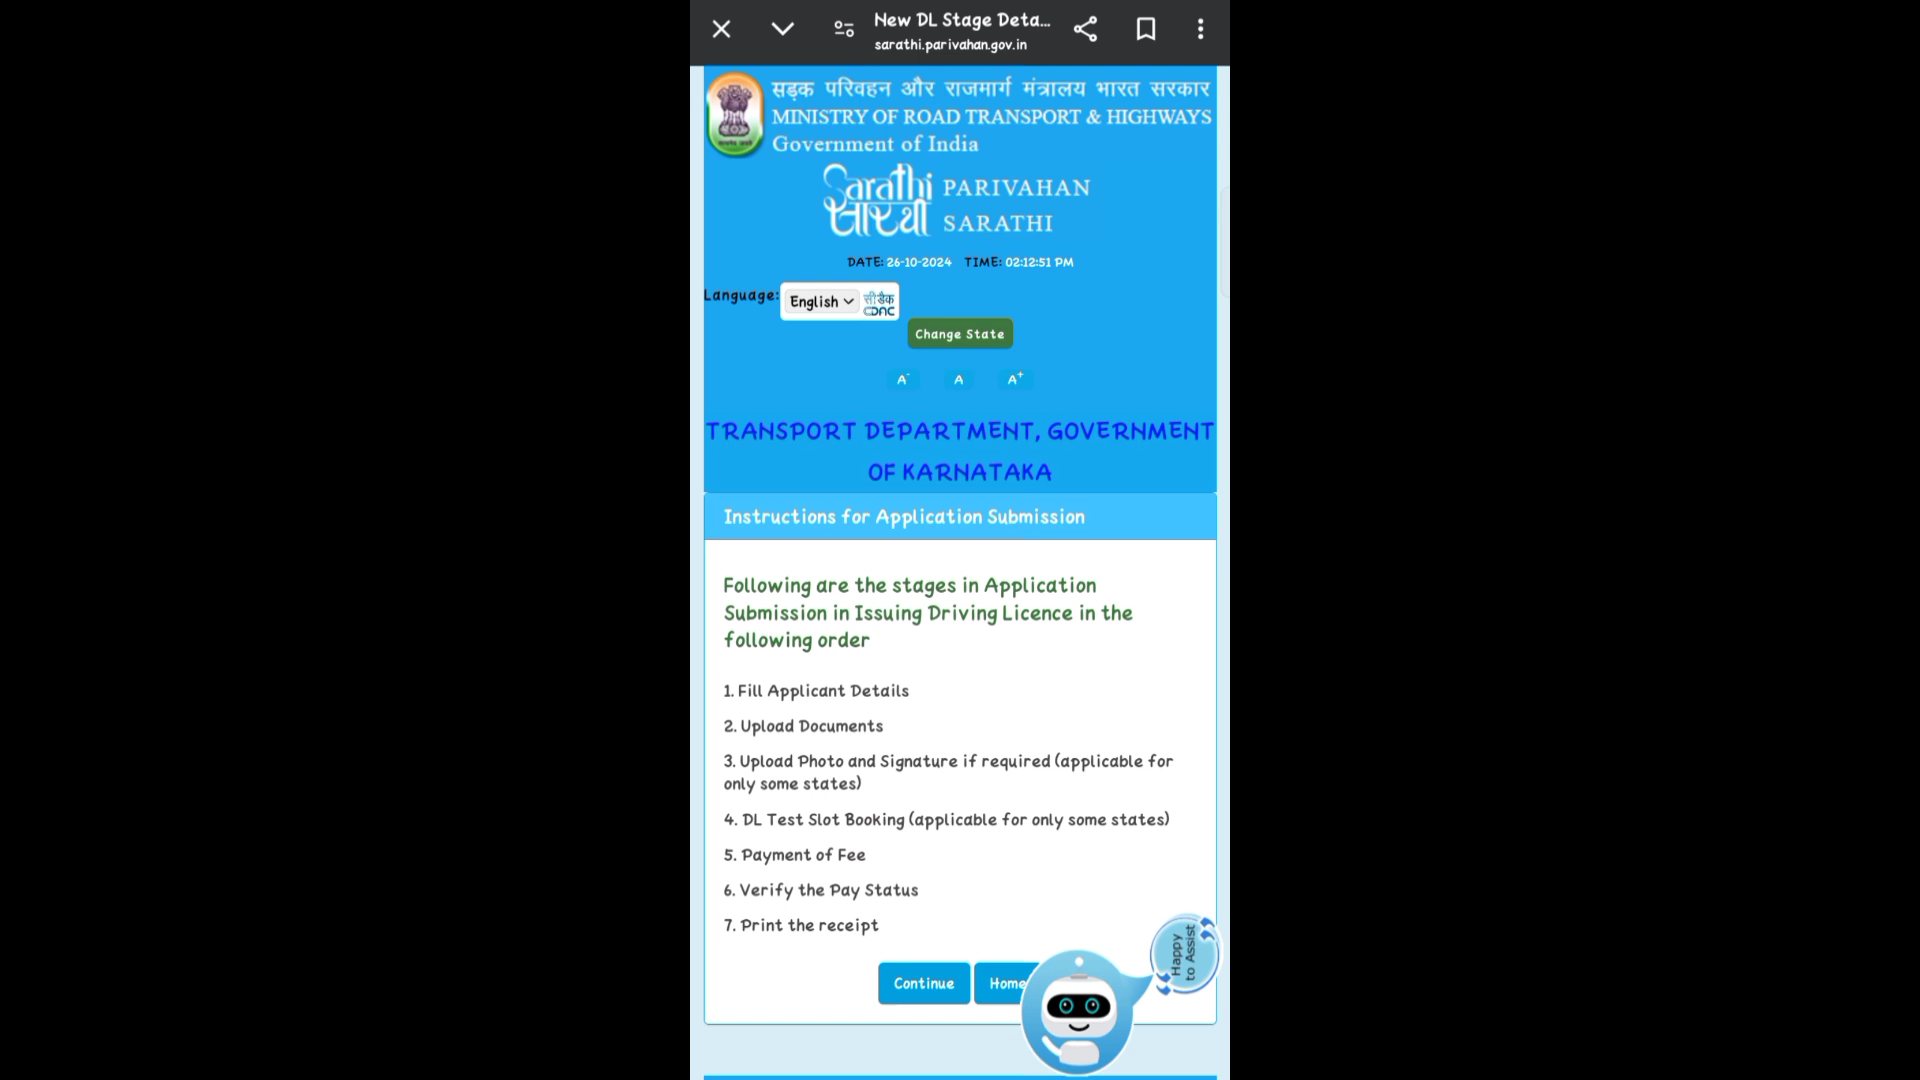 New DL Stage Deta...
sarathi.parivahan.gov.in
सड़क परिवहन और राजमार्ग मंत्रालय भारत सरकार
MINISTRY OF ROAD TRANSPORT & HIGHWAYS
Government of India
Sarathi सारथी PARIVAHAN
SARATHI
DATE: 26-10-2024 TIME: 02:12:51 PM
Language: English सीडैक
CDAC
Change State
A- A A+
TRANSPORT DEPARTMENT, GOVERNMENT
OF KARNATAKA
Instructions for Application Submission
Following are the stages in Application
Submission in Issuing Driving Licence in the
following order
1. Fill Applicant Details
2. Upload Documents
3. Upload Photo and Signature if required (applicable for
only some states)
4. DL Test Slot Booking (applicable for only some states)
5. Payment of Fee
6. Verify the Pay Status
7. Print the receipt
Happy
to Assist
Continue Home